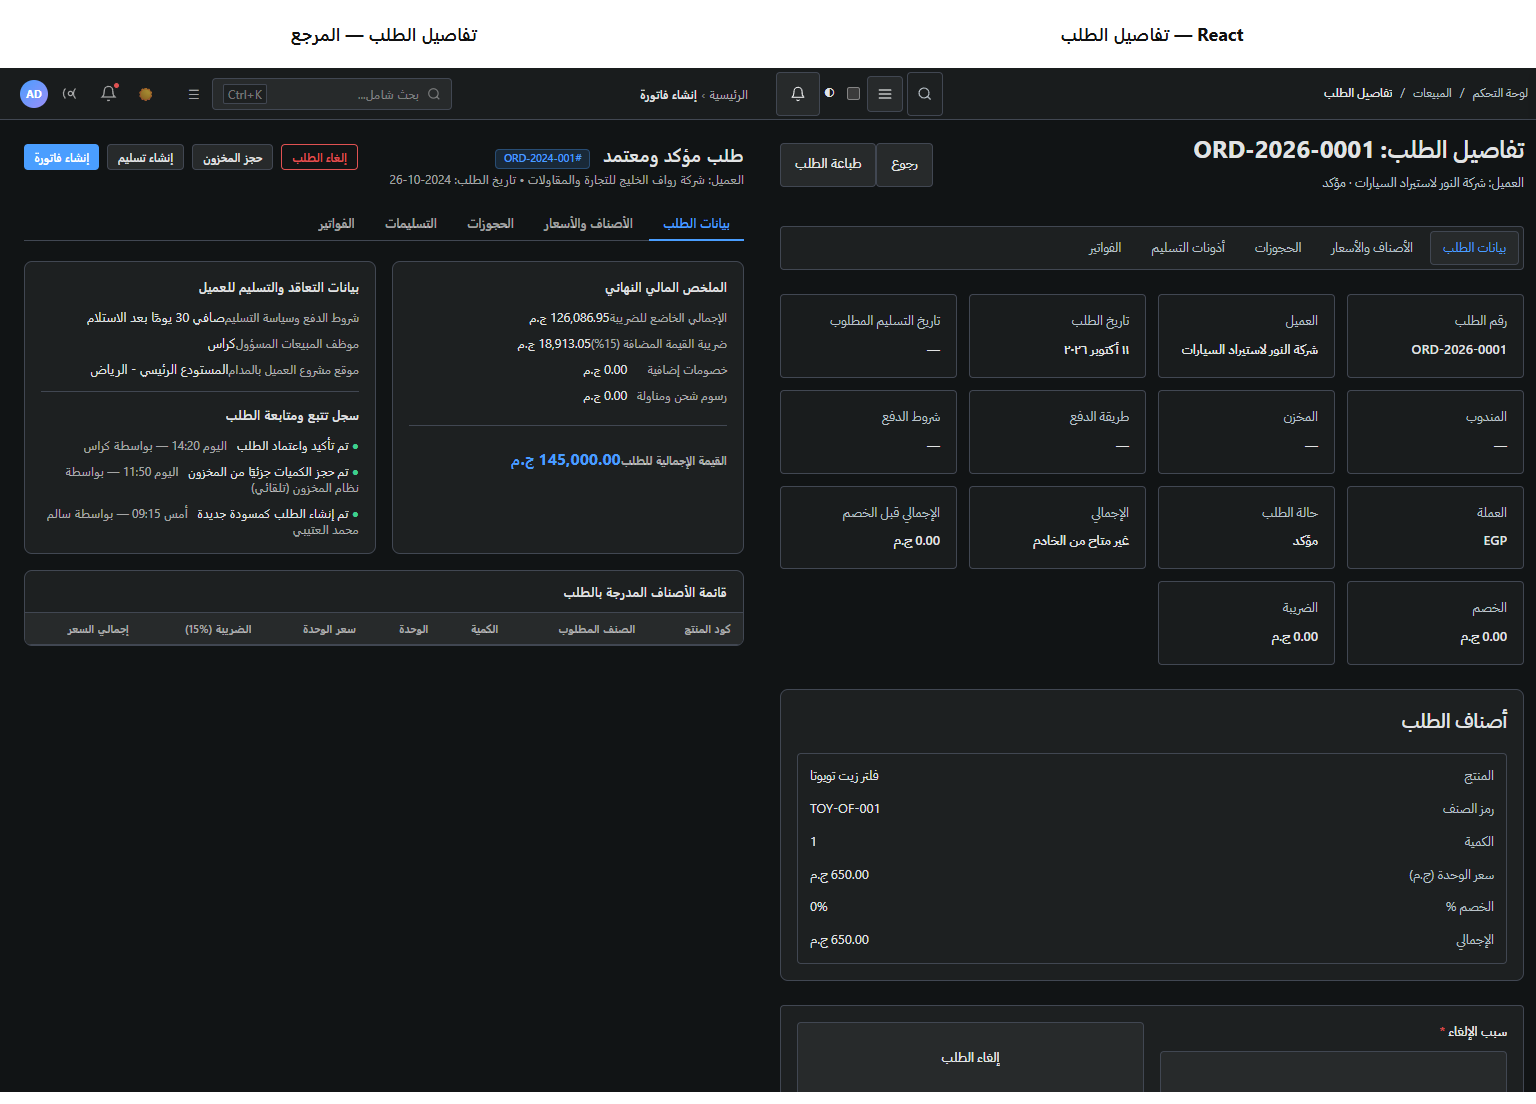 React — تفاصيل الطلب
لوحة التحكم / المبيعات / تفاصيل الطلب
تفاصيل الطلب: ORD-2026-0001
العميل: شركة النور لاستيراد السيارات · مؤكد
رجوع
طباعة الطلب
بيانات الطلب
الأصناف والأسعار
الحجوزات
أذونات التسليم
الفواتير
رقم الطلب
ORD-2026-0001
العميل
شركة النور لاستيراد السيارات
تاريخ الطلب
١١ أكتوبر ٢٠٢٦
تاريخ التسليم المطلوب
—
المندوب
—
المخزن
—
طريقة الدفع
—
شروط الدفع
—
العملة
EGP
حالة الطلب
مؤكد
الإجمالي
غير متاح من الخادم
الإجمالي قبل الخصم
0.00 ج.م
الخصم
0.00 ج.م
الضريبة
0.00 ج.م
أصناف الطلب
المنتج فلتر زيت تويوتا
رمز الصنف TOY-OF-001
الكمية 1
سعر الوحدة (ج.م) 650.00 ج.م
الخصم % 0%
الإجمالي 650.00 ج.م
سبب الإلغاء *
إلغاء الطلب
تفاصيل الطلب — المرجع
الرئيسية › إنشاء فاتورة
بحث شامل... Ctrl+K
AD
طلب مؤكد ومعتمد #ORD-2024-001
العميل: شركة رواف الخليج للتجارة والمقاولات • تاريخ الطلب: 2024-10-26
إلغاء الطلب
حجز المخزون
إنشاء تسليم
إنشاء فاتورة
بيانات الطلب
الأصناف والأسعار
الحجوزات
التسليمات
الفواتير
الملخص المالي النهائي
الإجمالي الخاضع للضريبة 126,086.95 ج.م
ضريبة القيمة المضافة (15%) 18,913.05 ج.م
خصومات إضافية 0.00 ج.م
رسوم شحن ومناولة 0.00 ج.م
القيمة الإجمالية للطلب 145,000.00 ج.م
بيانات التعاقد والتسليم للعميل
شروط الدفع وسياسة التسليم صافي 30 يومًا بعد الاستلام
موظف المبيعات المسؤول كراس
موقع مشروع العميل بالمدام المستودع الرئيسي - الرياض
سجل تتبع ومتابعة الطلب
تم تأكيد واعتماد الطلب اليوم 14:20 — بواسطة كراس
تم حجز الكميات جزئيًا من المخزون اليوم 11:50 — بواسطة
نظام المخزون (تلقائي)
تم إنشاء الطلب كمسودة جديدة أمس 09:15 — بواسطة سالم
محمد العتيبي
قائمة الأصناف المدرجة بالطلب
كود المنتج الصنف المطلوب الكمية الوحدة سعر الوحدة الضريبة (15%) إجمالي السعر